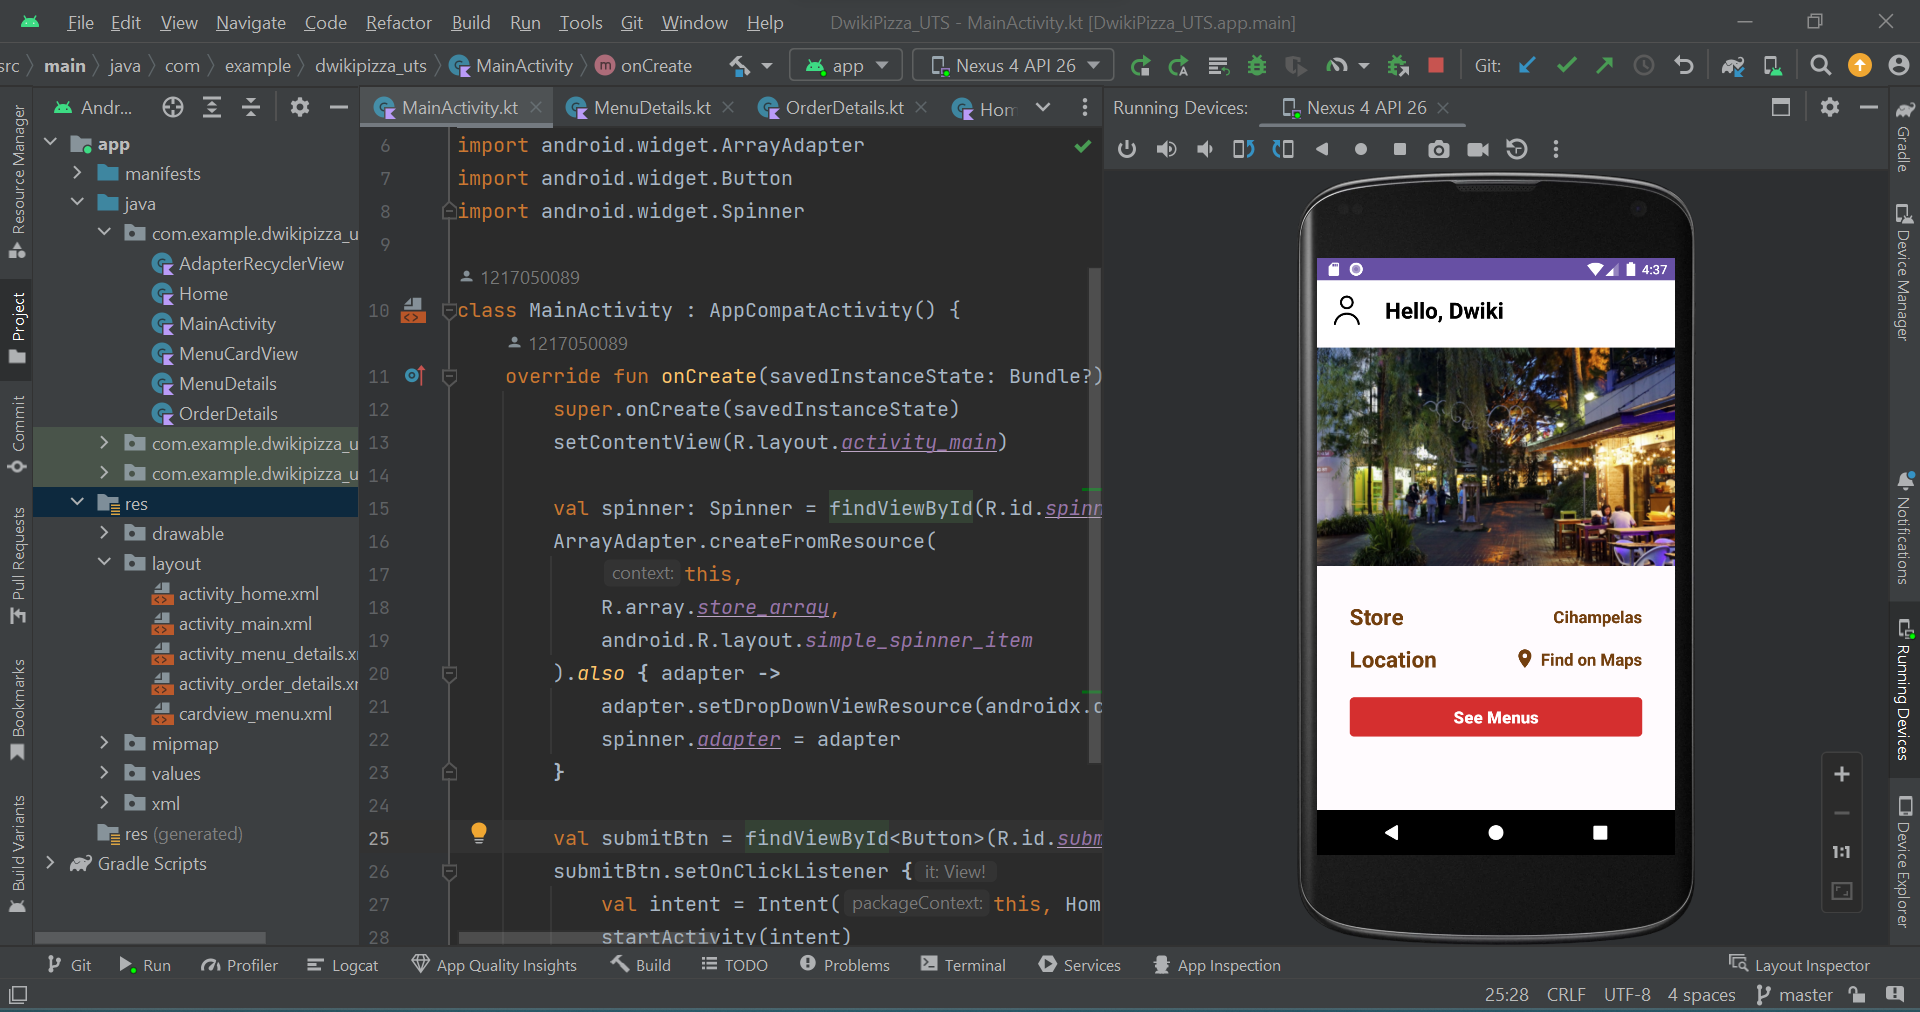 File Edit View Navigate Code Refactor Build Run Tools Git Window Help DwikiPizza_UTS - MainActivity.kt [DwikiPizza_UTS.app.main]
src main java com example dwikipizza_uts MainActivity onCreate app Nexus 4 API 26 Git:
Andr... MainActivity.kt MenuDetails.kt OrderDetails.kt Hom Running Devices: Nexus 4 API 26
Resource Manager
Project
Commit
Pull Requests
Bookmarks
Build Variants
app
manifests
java
com.example.dwikipizza_u
AdapterRecyclerView
Home
MainActivity
MenuCardView
MenuDetails
OrderDetails
com.example.dwikipizza_u
com.example.dwikipizza_u
res
drawable
layout
activity_home.xml
activity_main.xml
activity_menu_details.x
activity_order_details.x
cardview_menu.xml
mipmap
values
xml
res (generated)
Gradle Scripts
6 import android.widget.ArrayAdapter
7 import android.widget.Button
8 import android.widget.Spinner
9
1217050089
10 class MainActivity : AppCompatActivity() {
1217050089
11 override fun onCreate(savedInstanceState: Bundle?)
12 super.onCreate(savedInstanceState)
13 setContentView(R.layout.activity_main)
14
15 val spinner: Spinner = findViewById(R.id.spinn
16 ArrayAdapter.createFromResource(
17 context: this,
18 R.array.store_array,
19 android.R.layout.simple_spinner_item
20 ).also { adapter ->
21 adapter.setDropDownViewResource(androidx.
22 spinner.adapter = adapter
23 }
24
25 val submitBtn = findViewById<Button>(R.id.subm
26 submitBtn.setOnClickListener { it: View!
27 val intent = Intent( packageContext: this, Hom
28 startActivity(intent)
4:37
Hello, Dwiki
Store Cihampelas
Location Find on Maps
See Menus
1:1
Gradle
Device Manager
Notifications
Running Devices
Device Explorer
Git Run Profiler Logcat App Quality Insights Build TODO Problems Terminal Services App Inspection Layout Inspector
25:28 CRLF UTF-8 4 spaces master